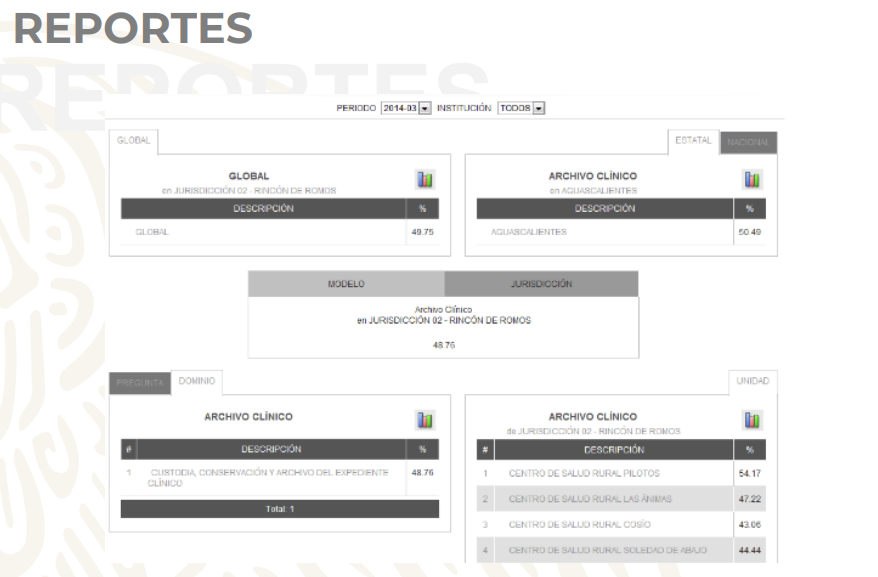 REPORTES
REPORTES
PERIODO 2014-03 INSTITUCIÓN TODOS
GLOBAL
ESTATAL NACIONAL
GLOBAL
en JURISDICCIÓN 02 - RINCÓN DE ROMOS
DESCRIPCIÓN %
GLOBAL 49.75
ARCHIVO CLÍNICO
en AGUASCALIENTES
DESCRIPCIÓN %
AGUASCALIENTES 50.49
MODELO JURISDICCIÓN
Archivo Clínico
en JURISDICCIÓN 02 - RINCÓN DE ROMOS
48.76
PREGUNTA DOMINIO
UNIDAD
ARCHIVO CLÍNICO
# DESCRIPCIÓN %
1 CUSTODIA, CONSERVACIÓN Y ARCHIVO DEL EXPEDIENTE CLÍNICO 48.76
Total: 1
ARCHIVO CLÍNICO
de JURISDICCIÓN 02 - RINCÓN DE ROMOS
# DESCRIPCIÓN %
1 CENTRO DE SALUD RURAL PILOTOS 54.17
2 CENTRO DE SALUD RURAL LAS ÁNIMAS 47.22
3 CENTRO DE SALUD RURAL COSÍO 43.06
4 CENTRO DE SALUD RURAL SOLEDAD DE ABAJO 44.44